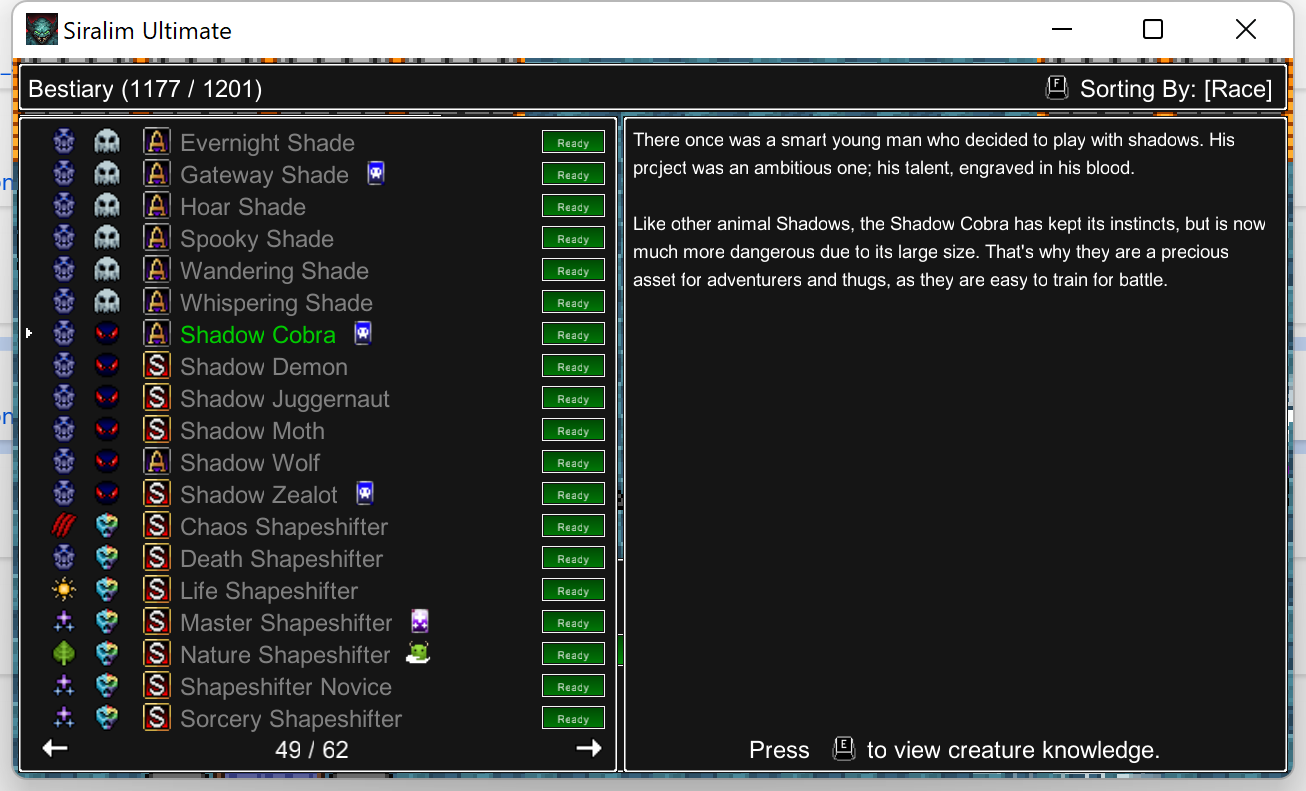 Siralim Ultimate
Bestiary (1177 / 1201)
F Sorting By: [Race]
A Evernight Shade Ready
A Gateway Shade Ready
A Hoar Shade Ready
A Spooky Shade Ready
A Wandering Shade Ready
A Whispering Shade Ready
A Shadow Cobra Ready
S Shadow Demon Ready
S Shadow Juggernaut Ready
S Shadow Moth Ready
A Shadow Wolf Ready
S Shadow Zealot Ready
S Chaos Shapeshifter Ready
S Death Shapeshifter Ready
S Life Shapeshifter Ready
S Master Shapeshifter Ready
S Nature Shapeshifter Ready
S Shapeshifter Novice Ready
S Sorcery Shapeshifter Ready
49 / 62
There once was a smart young man who decided to play with shadows. His
project was an ambitious one; his talent, engraved in his blood.
Like other animal Shadows, the Shadow Cobra has kept its instincts, but is now
much more dangerous due to its large size. That's why they are a precious
asset for adventurers and thugs, as they are easy to train for battle.
Press E to view creature knowledge.